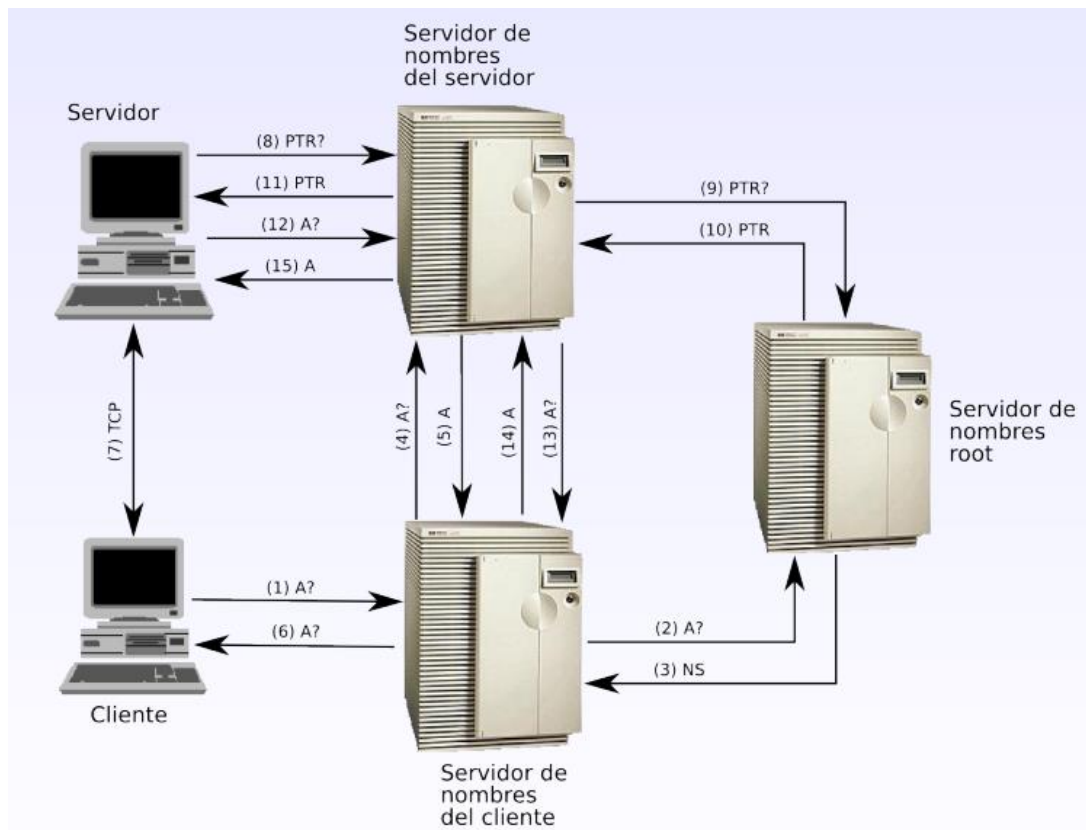 Servidor de
nombres
del servidor
Servidor
(8) PTR?
(11) PTR
(12) A?
(15) A
(9) PTR?
(10) PTR
(7) TCP
(4) A?
(5) A
(14) A
(13) A?
Servidor de
nombres
root
(1) A?
(6) A?
(2) A?
(3) NS
Cliente
Servidor de
nombres
del cliente